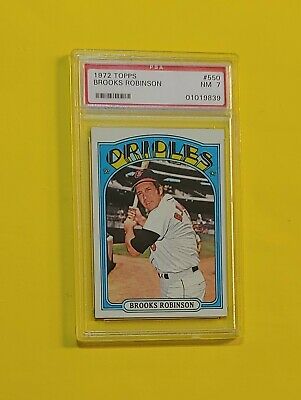 PSA
1972 TOPPS #550
BROOKS ROBINSON NM 7
01019839
ORIOLES
BROOKS ROBINSON